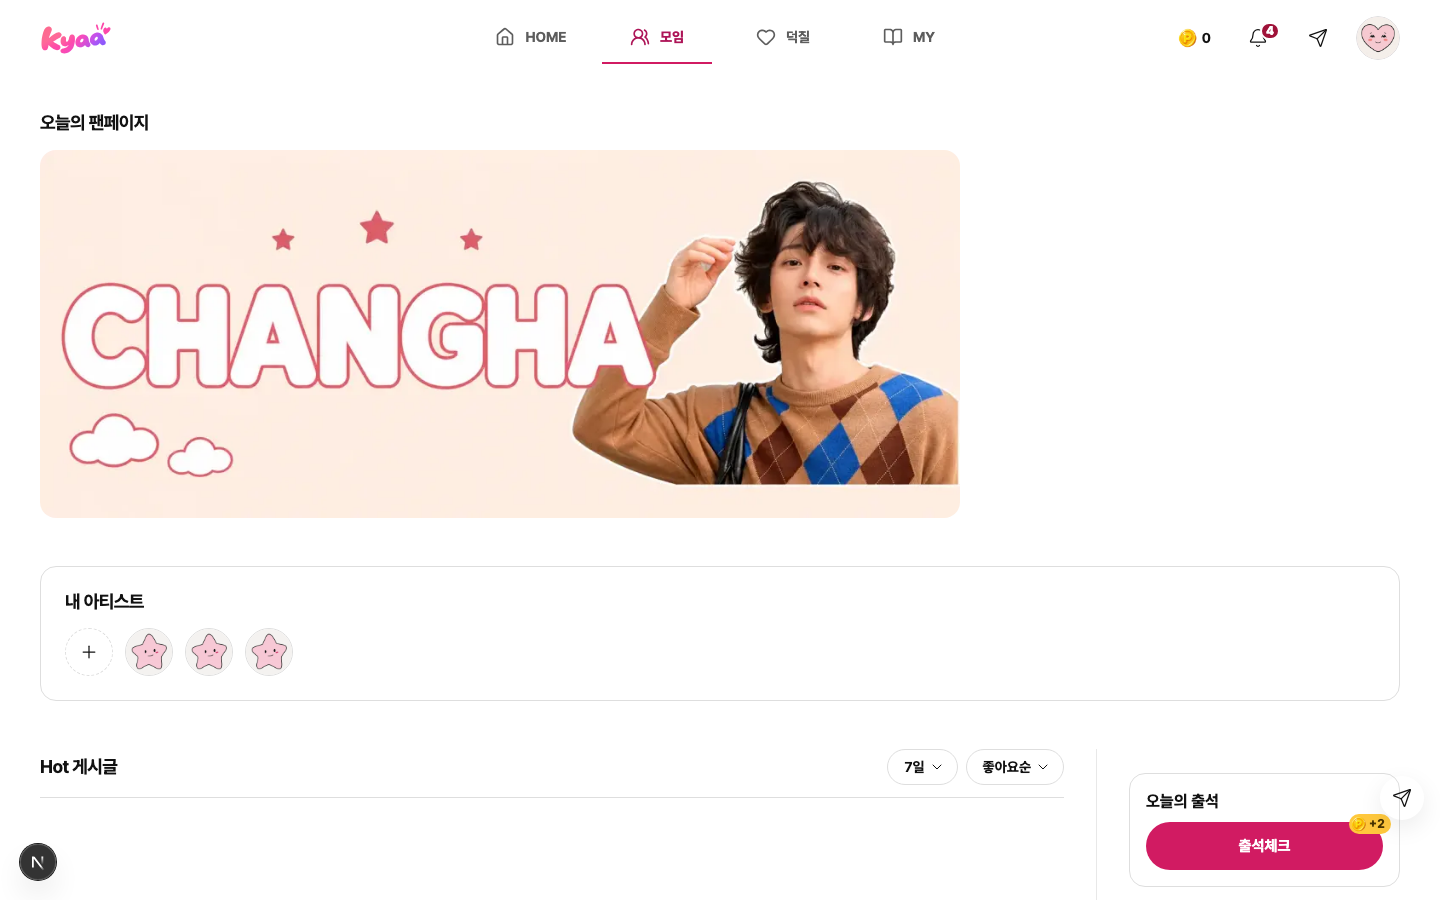 kyaa
HOME
모임
덕질
MY
0
4
오늘의 팬페이지
CHANGHA
내 아티스트
Hot 게시글
7일
좋아요순
오늘의 출석
+2
출석체크
N